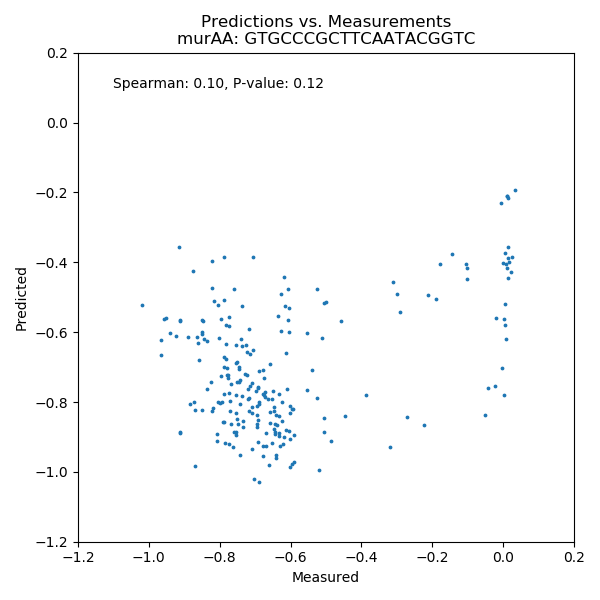 Predictions vs. Measurements
murAA: GTGCCCGCTTCAATACGGTC
Spearman: 0.10, P-value: 0.12
Predicted
0.2
0.0
−0.2
−0.4
−0.6
−0.8
−1.0
−1.2
−1.2 −1.0 −0.8 −0.6 −0.4 −0.2 0.0 0.2
Measured